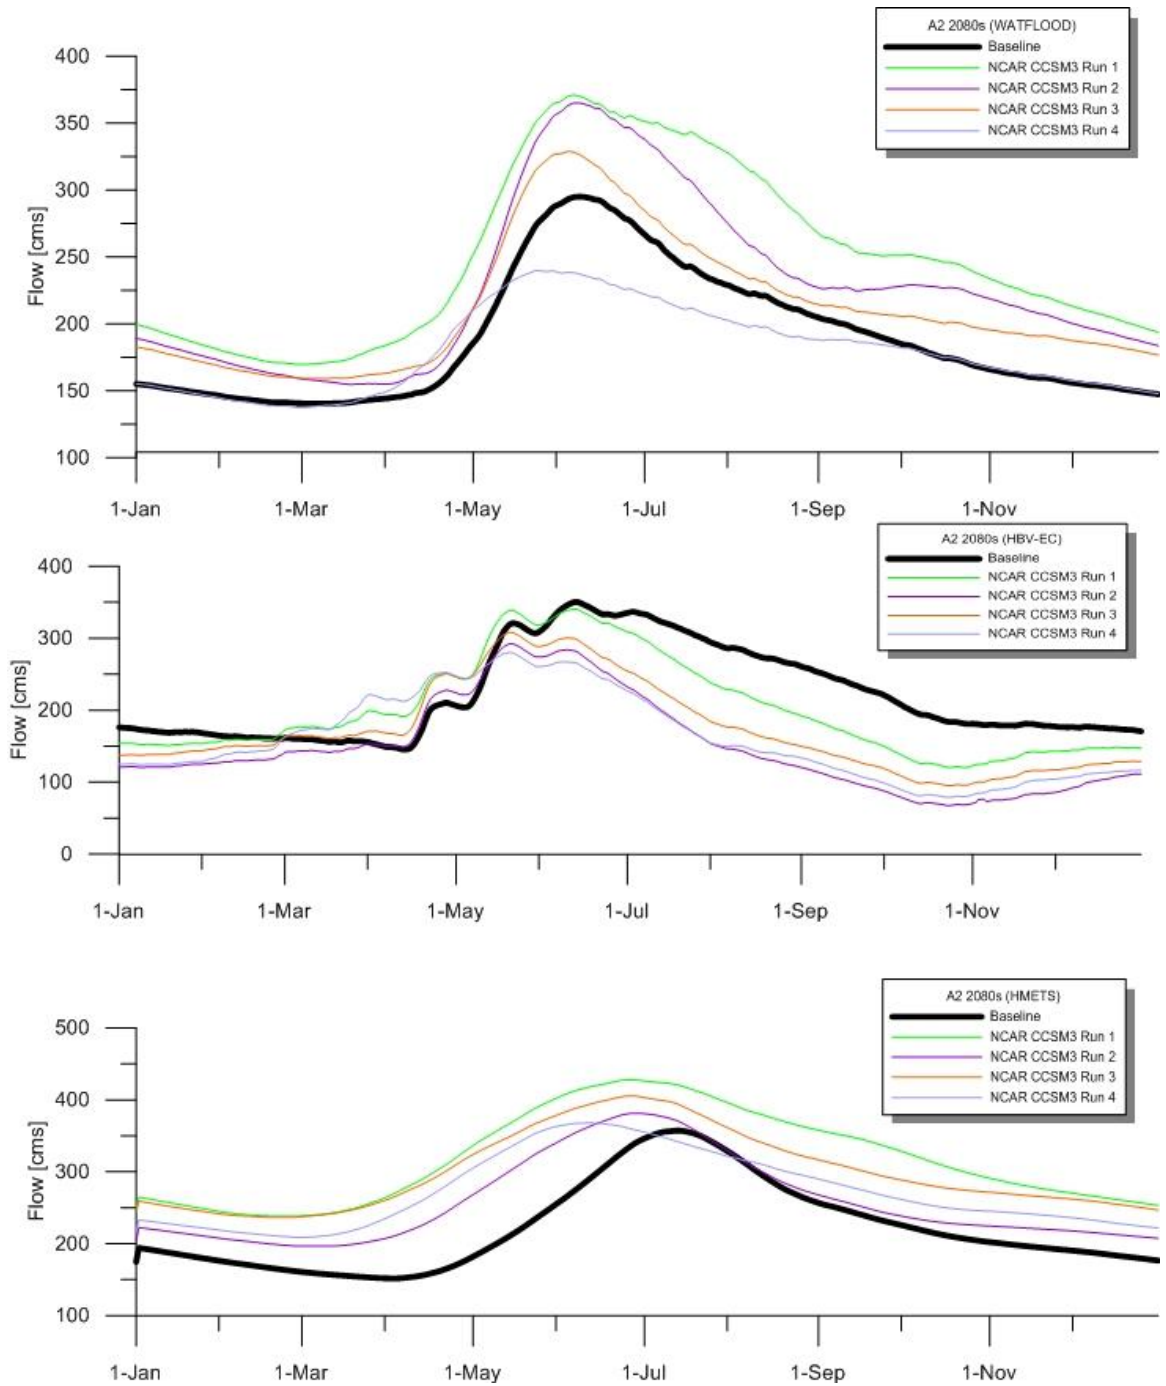 A2 2080s (WATFLOOD)
Baseline
NCAR CCSM3 Run 1
NCAR CCSM3 Run 2
NCAR CCSM3 Run 3
NCAR CCSM3 Run 4
400
350
300
250
200
150
100
Flow [cms]
1-Jan 1-Mar 1-May 1-Jul 1-Sep 1-Nov
A2 2080s (HBV-EC)
Baseline
NCAR CCSM3 Run 1
NCAR CCSM3 Run 2
NCAR CCSM3 Run 3
NCAR CCSM3 Run 4
400
300
200
100
0
Flow [cms]
1-Jan 1-Mar 1-May 1-Jul 1-Sep 1-Nov
A2 2080s (HMETS)
Baseline
NCAR CCSM3 Run 1
NCAR CCSM3 Run 2
NCAR CCSM3 Run 3
NCAR CCSM3 Run 4
500
400
300
200
100
Flow [cms]
1-Jan 1-Mar 1-May 1-Jul 1-Sep 1-Nov